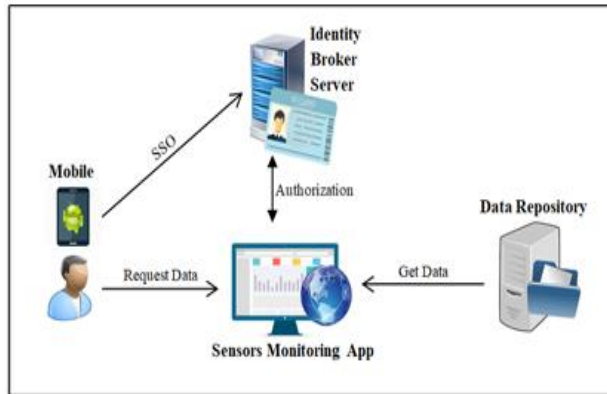 Identity
Broker
Server
SSO
Mobile
Authorization
Data Repository
Request Data
Get Data
Sensors Monitoring App